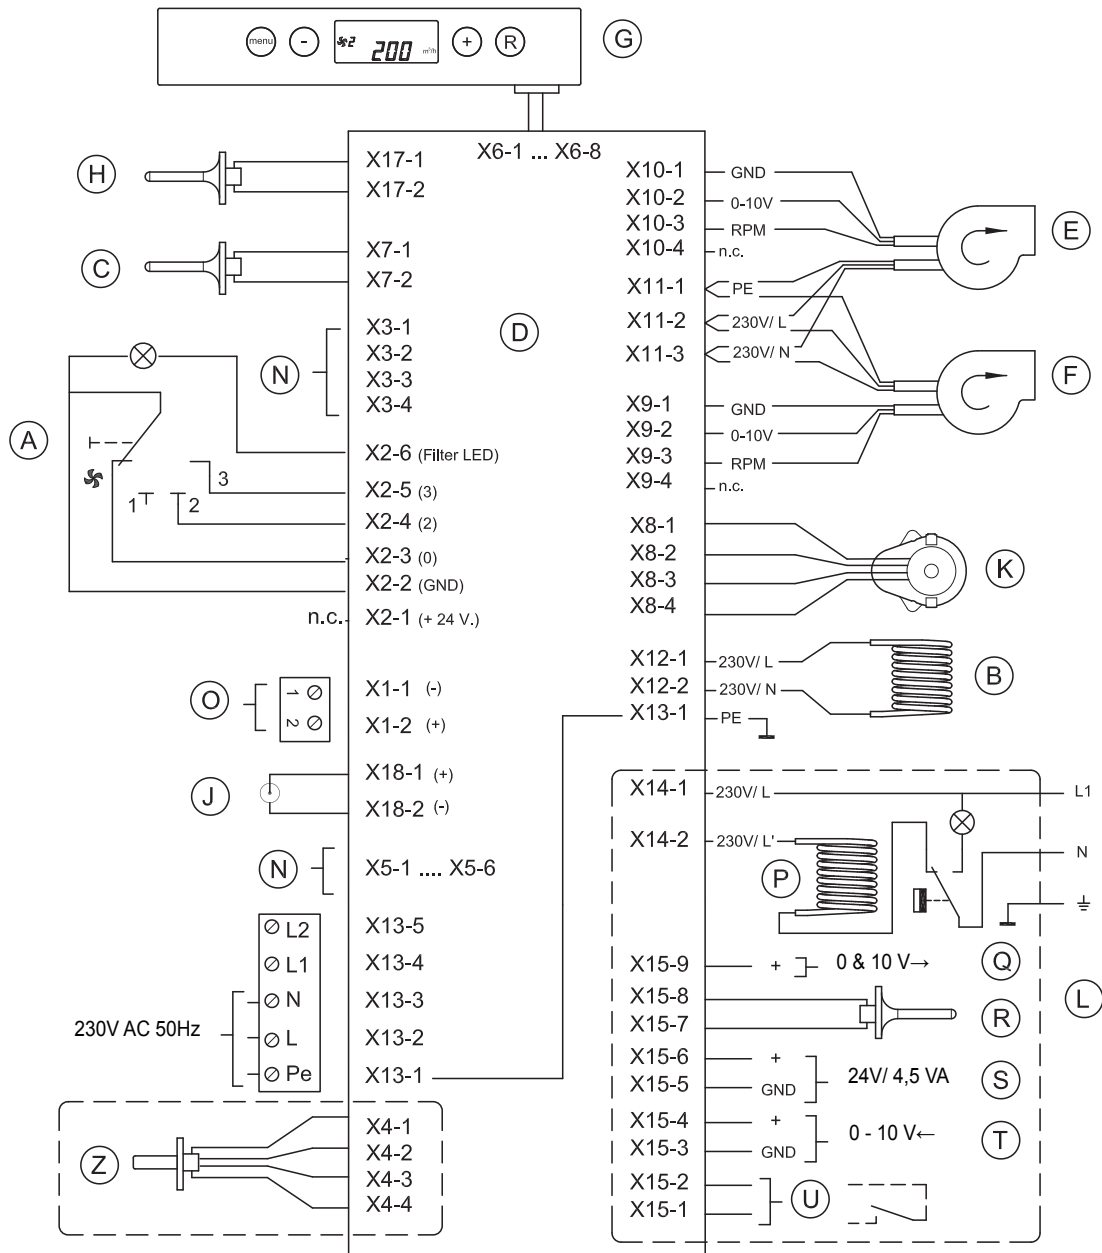 menu - 2 200 m³/h + R G
X6-1 ... X6-8
H X17-1
X17-2
C X7-1
X7-2
N X3-1
X3-2
X3-3
X3-4
A
X2-6 (Filter LED)
X2-5 (3)
X2-4 (2)
X2-3 (0)
X2-2 (GND)
n.c. X2-1 (+ 24 V.)
1 2 3
O 1 2
X1-1 (-)
X1-2 (+)
J X18-1 (+)
X18-2 (-)
N X5-1 .... X5-6
L2 X13-5
L1 X13-4
N X13-3
230V AC 50Hz
L X13-2
Pe X13-1
Z X4-1
X4-2
X4-3
X4-4
D
X10-1 GND
X10-2 0-10V
X10-3 RPM
X10-4 n.c.
E
X11-1 PE
X11-2 230V/ L
X11-3 230V/ N
F
X9-1 GND
X9-2 0-10V
X9-3 RPM
X9-4 n.c.
X8-1
X8-2
X8-3
X8-4
K
X12-1 230V/ L
X12-2 230V/ N
B
X13-1 PE
X14-1 230V/ L L1
X14-2 230V/ L' N
P
X15-9 + 0 & 10 V→ Q
X15-8
X15-7
R
L
X15-6 +
X15-5 GND
24V/ 4,5 VA S
X15-4 +
X15-3 GND
0 - 10 V← T
X15-2
X15-1
U